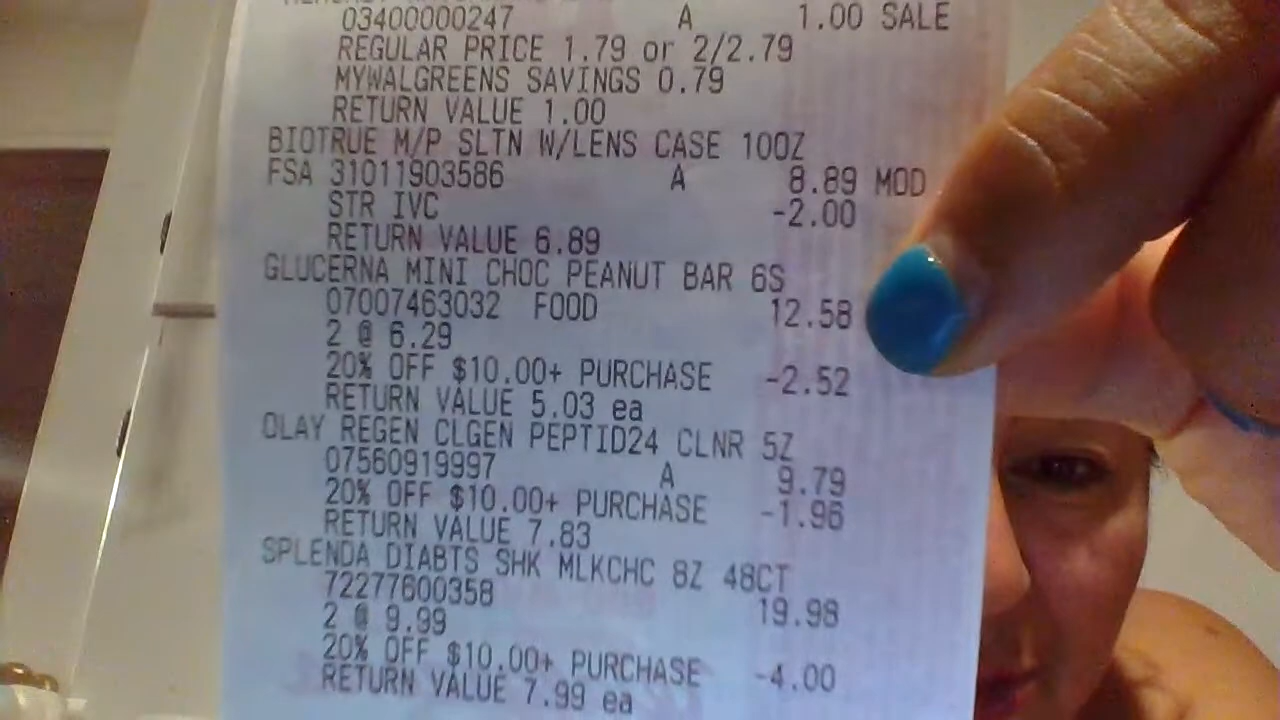 03400000247 A 1.00 SALE
REGULAR PRICE 1.79 or 2/2.79
MYWALGREENS SAVINGS 0.79
RETURN VALUE 1.00
BIOTRUE M/P SLTN W/LENS CASE 10OZ
FSA 31011903586 A 8.89 MOD
STR IVC -2.00
RETURN VALUE 6.89
GLUCERNA MINI CHOC PEANUT BAR 6S
07007463032 FOOD 12.58
2 @ 6.29
20% OFF $10.00+ PURCHASE -2.52
RETURN VALUE 5.03 ea
OLAY REGEN CLGEN PEPTID24 CLNR 5Z
07560919997 A 9.79
20% OFF $10.00+ PURCHASE -1.96
RETURN VALUE 7.83
SPLENDA DIABTS SHK MLKCHC 8Z 48CT
72277600358 19.98
2 @ 9.99
20% OFF $10.00+ PURCHASE -4.00
RETURN VALUE 7.99 ea